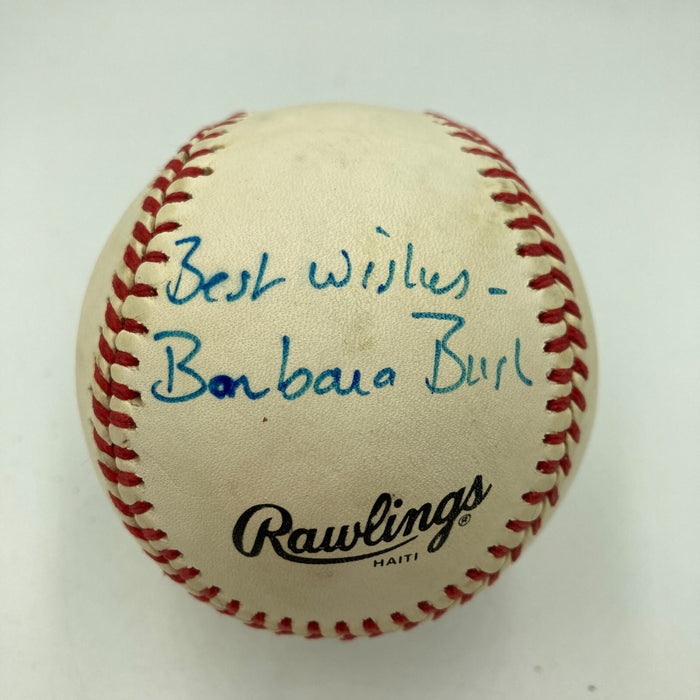 Best Wishes -
Barbara Bush
Rawlings®
HAITI